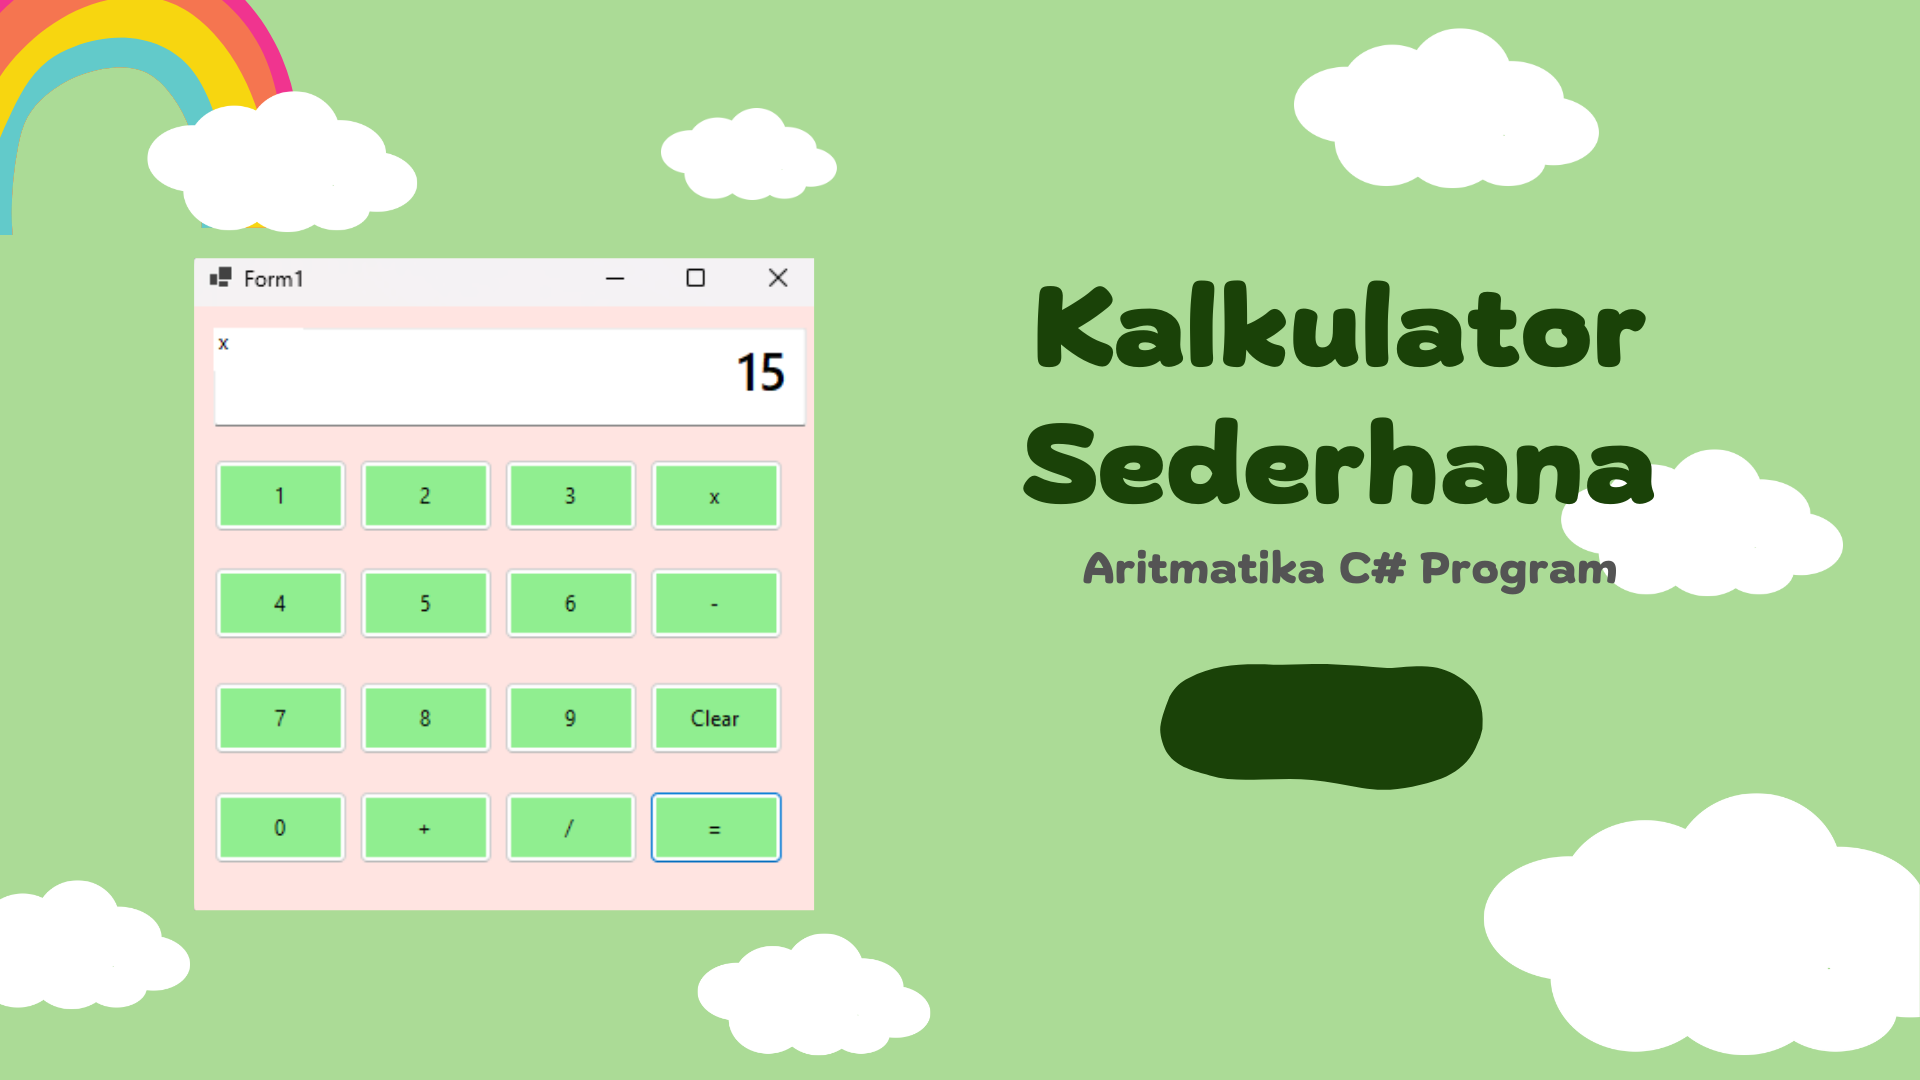 Form1
x
15
1 2 3 x
4 5 6 -
7 8 9 Clear
0 + / =
Kalkulator
Sederhana
Aritmatika C# Program